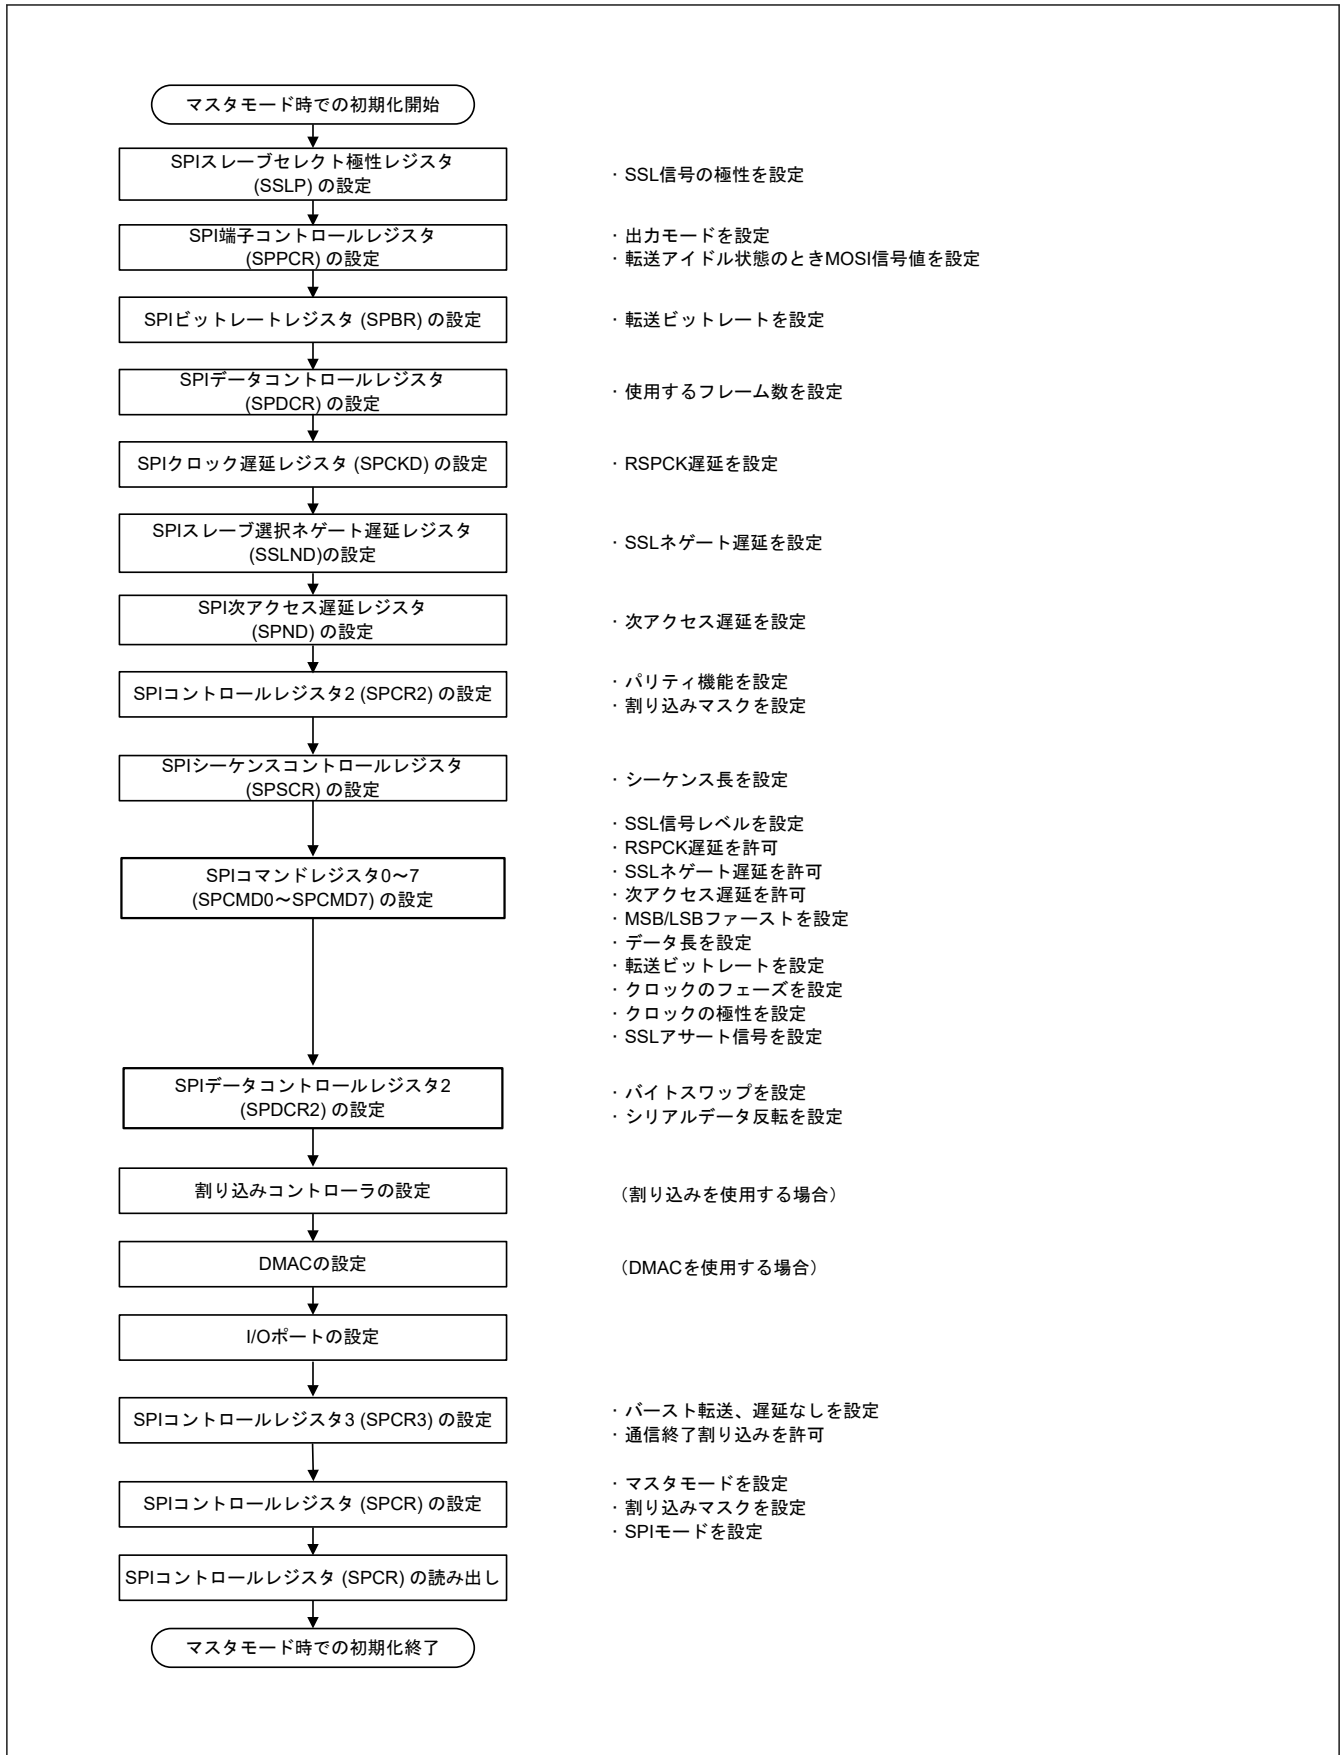 マスタモード時での初期化開始
SPIスレーブセレクト極性レジスタ
(SSLP) の設定
・SSL信号の極性を設定
SPI端子コントロールレジスタ
(SPPCR) の設定
・出力モードを設定
・転送アイドル状態のときMOSI信号値を設定
SPIビットレートレジスタ (SPBR) の設定
・転送ビットレートを設定
SPIデータコントロールレジスタ
(SPDCR) の設定
・使用するフレーム数を設定
SPIクロック遅延レジスタ (SPCKD) の設定
・RSPCK遅延を設定
SPIスレーブ選択ネゲート遅延レジスタ
(SSLND)の設定
・SSLネゲート遅延を設定
SPI次アクセス遅延レジスタ
(SPND) の設定
・次アクセス遅延を設定
SPIコントロールレジスタ2 (SPCR2) の設定
・パリティ機能を設定
・割り込みマスクを設定
SPIシーケンスコントロールレジスタ
(SPSCR) の設定
・シーケンス長を設定
SPIコマンドレジスタ0～7
(SPCMD0～SPCMD7) の設定
・SSL信号レベルを設定
・RSPCK遅延を許可
・SSLネゲート遅延を許可
・次アクセス遅延を許可
・MSB/LSBファーストを設定
・データ長を設定
・転送ビットレートを設定
・クロックのフェーズを設定
・クロックの極性を設定
・SSLアサート信号を設定
SPIデータコントロールレジスタ2
(SPDCR2) の設定
・バイトスワップを設定
・シリアルデータ反転を設定
割り込みコントローラの設定
（割り込みを使用する場合）
DMACの設定
（DMACを使用する場合）
I/Oポートの設定
SPIコントロールレジスタ3 (SPCR3) の設定
・バースト転送、遅延なしを設定
・通信終了割り込みを許可
SPIコントロールレジスタ (SPCR) の設定
・マスタモードを設定
・割り込みマスクを設定
・SPIモードを設定
SPIコントロールレジスタ (SPCR) の読み出し
マスタモード時での初期化終了